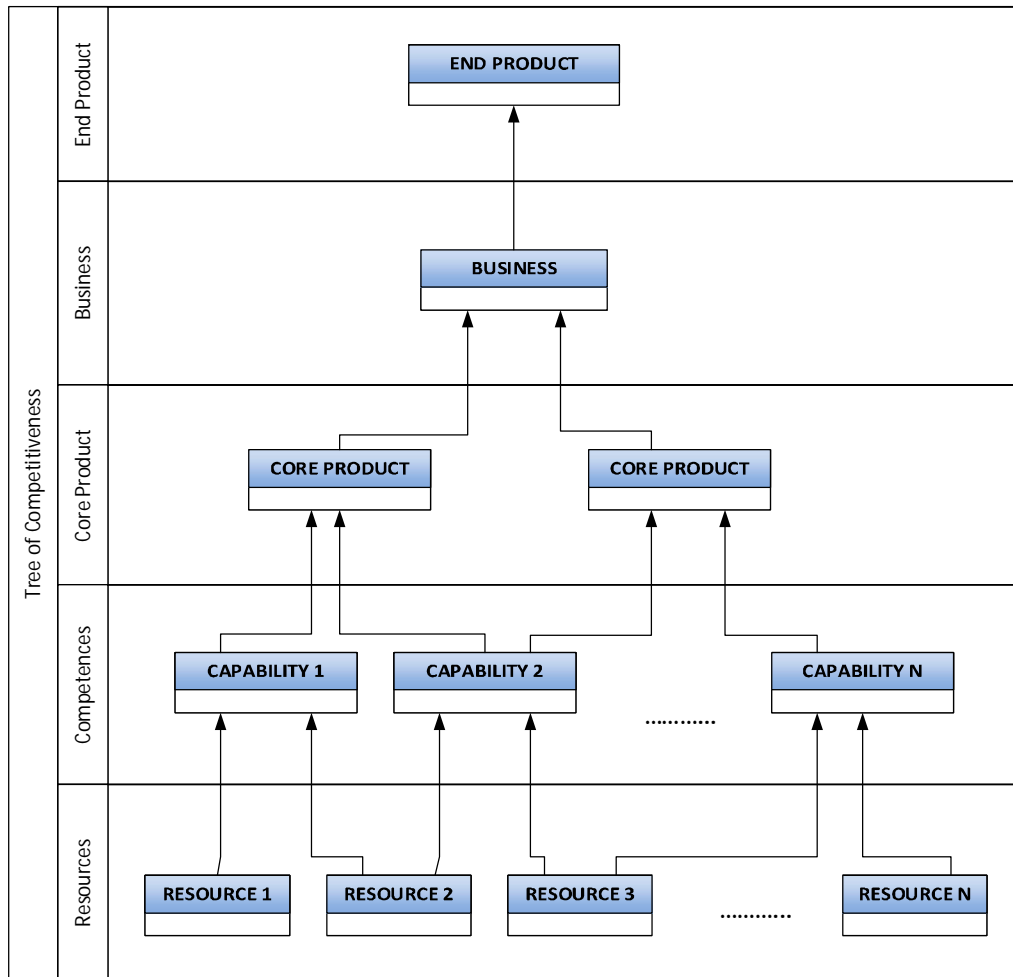 Tree of Competitiveness
End Product
END PRODUCT
Business
BUSINESS
Core Product
CORE PRODUCT
CORE PRODUCT
Competences
CAPABILITY 1
CAPABILITY 2
…………
CAPABILITY N
Resources
RESOURCE 1
RESOURCE 2
RESOURCE 3
…………
RESOURCE N